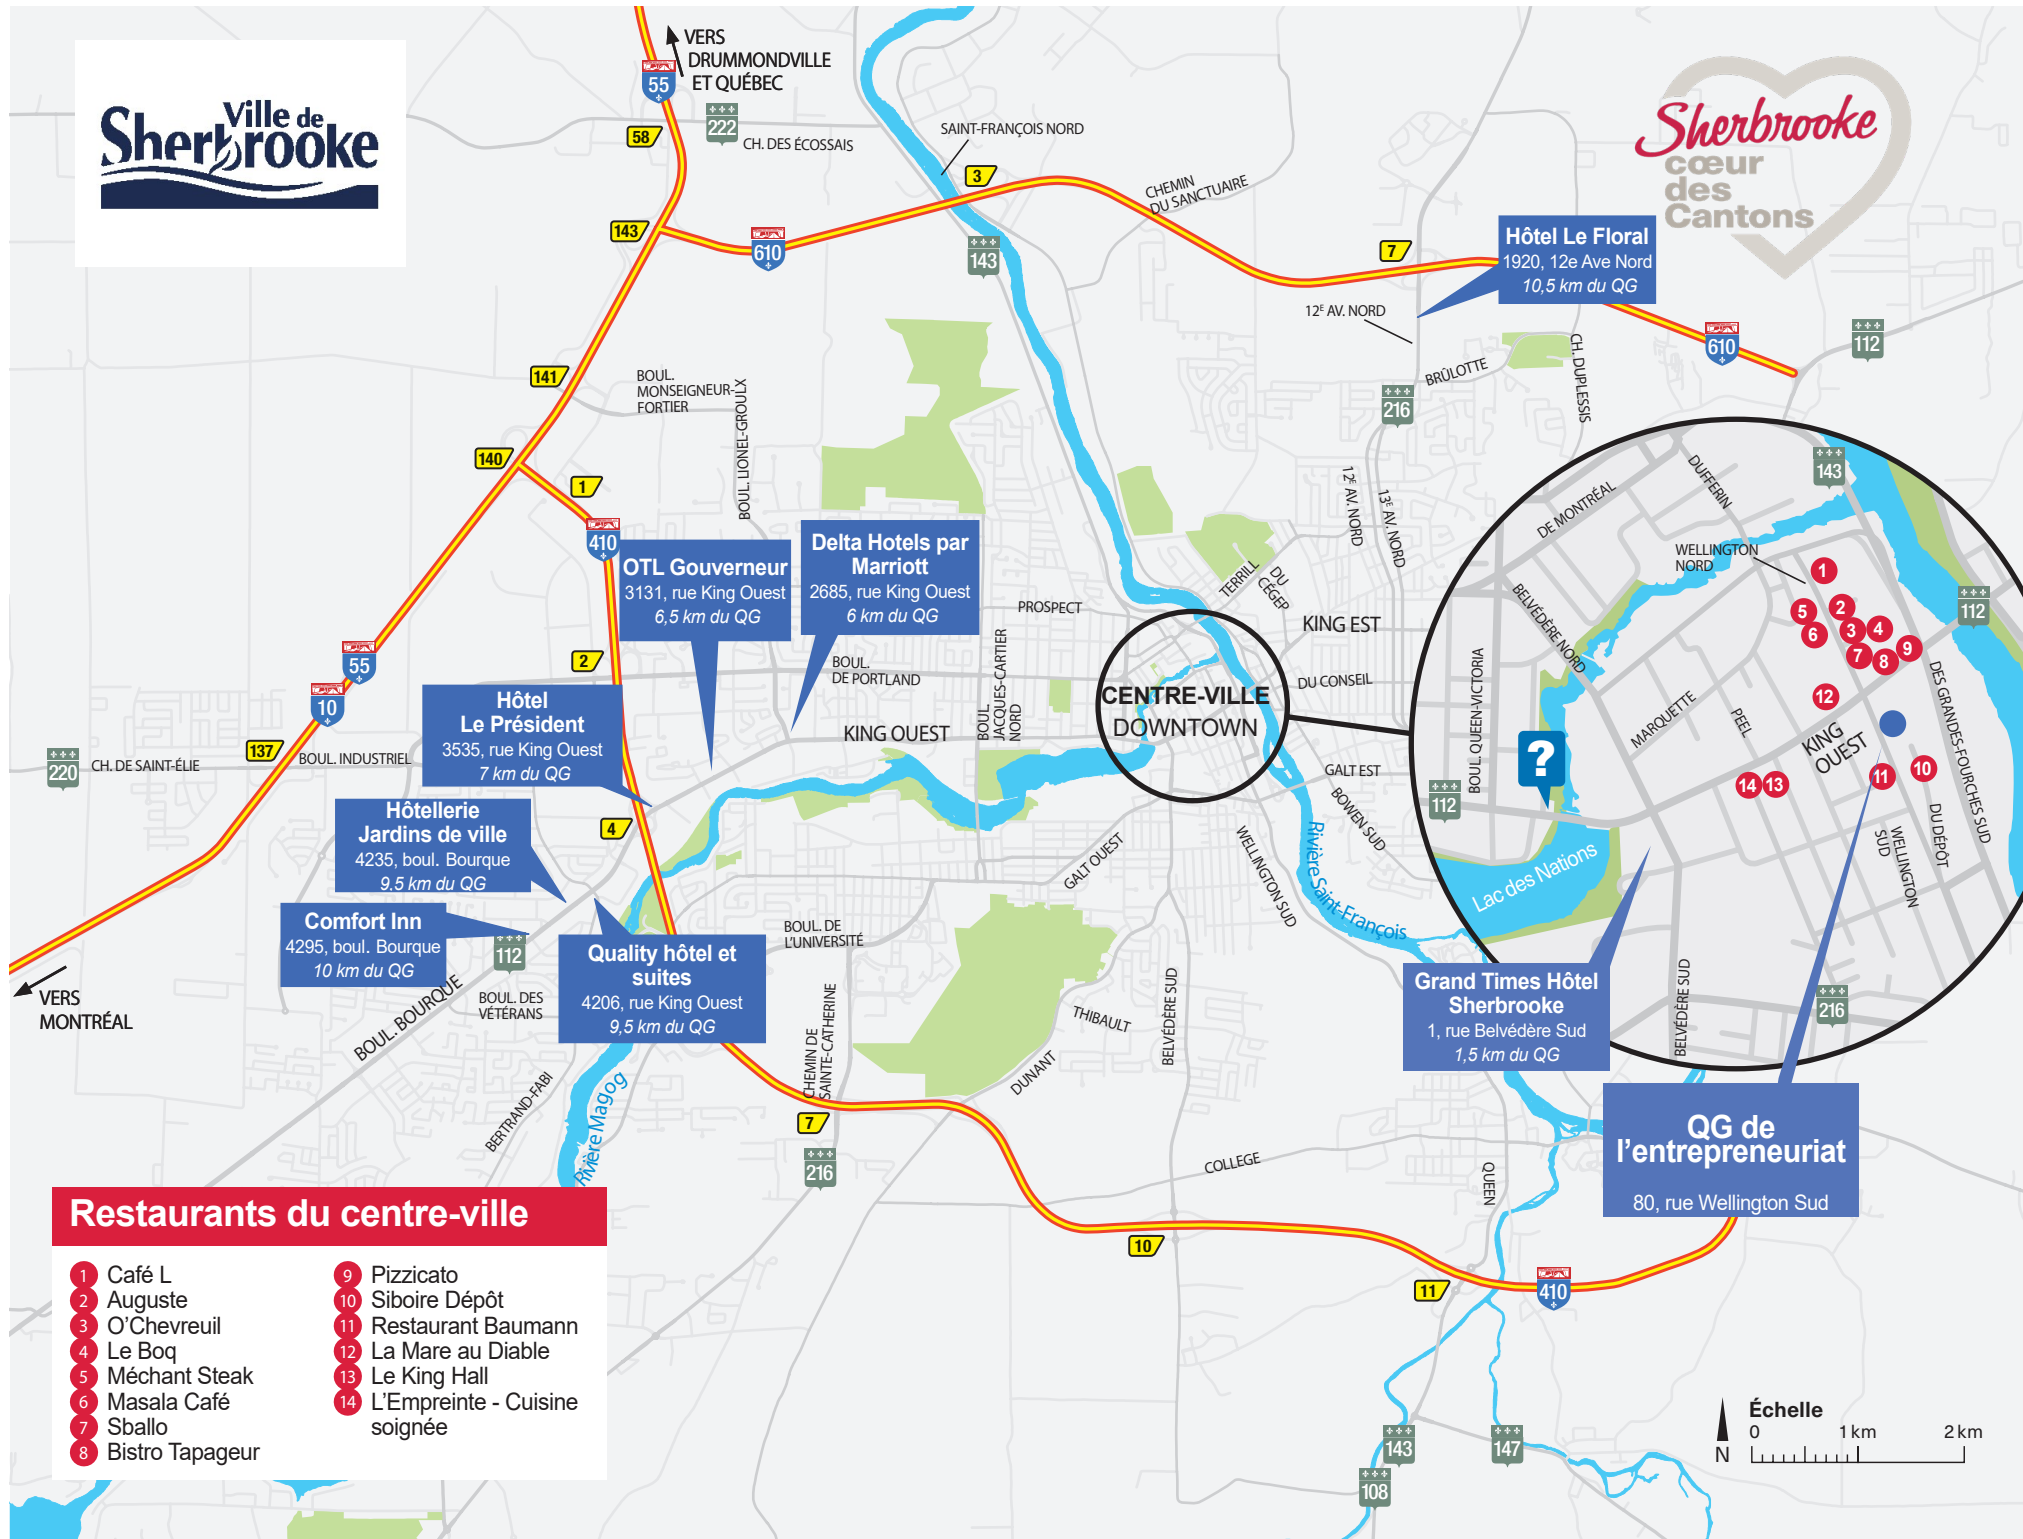 Ville de
Sherbrooke
VERS
DRUMMONDVILLE
ET QUÉBEC
55
58
222
CH. DES ÉCOSSAIS
SAINT-FRANÇOIS NORD
3
CHEMIN
DU SANCTUAIRE
Sherbrooke
cœur
des
Cantons
143
610
143
7
Hôtel Le Floral
1920, 12e Ave Nord
10,5 km du QG
12E AV. NORD
610
112
BRÛLOTTE
CH. DUPLESSIS
216
141
BOUL.
MONSEIGNEUR-
FORTIER
BOUL. LIONEL-GROULX
140
1
410
12E AV. NORD
13E AV. NORD
OTL Gouverneur
3131, rue King Ouest
6,5 km du QG
Delta Hotels par
Marriott
2685, rue King Ouest
6 km du QG
PROSPECT
TERRILL
DU
CÉGEP
KING EST
BOUL.
JACQUES-CARTIER
NORD
BOUL.
DE PORTLAND
KING OUEST
CENTRE-VILLE
DOWNTOWN
DU CONSEIL
GALT EST
BOWEN SUD
2
55
10
137
220
CH. DE SAINT-ÉLIE
BOUL. INDUSTRIEL
Hôtel
Le Président
3535, rue King Ouest
7 km du QG
4
Hôtellerie
Jardins de ville
4235, boul. Bourque
9,5 km du QG
Comfort Inn
4295, boul. Bourque
10 km du QG
112
Quality hôtel et
suites
4206, rue King Ouest
9,5 km du QG
VERS
MONTRÉAL
BOUL. BOURQUE
BOUL. DES
VÉTÉRANS
BERTRAND-FABI
Rivière Magog
BOUL. DE
L'UNIVERSITÉ
CHEMIN DE
SAINTE-CATHERINE
GALT OUEST
WELLINGTON SUD
Rivière Saint-François
THIBAULT
DUNANT
BELVÉDÈRE SUD
7
216
COLLEGE
QUEEN
10
11
410
143
147
108
DE MONTRÉAL
DUFFERIN
143
WELLINGTON
NORD
1
2
3
4
5
6
7
8
9
12
112
BELVÉDÈRE NORD
BOUL. QUEEN-VICTORIA
MARQUETTE
PEEL
KING
OUEST
DES GRANDES-FOURCHES SUD
?
112
14
13
11
10
DU DÉPÔT
WELLINGTON
SUD
Lac des Nations
BELVÉDÈRE SUD
216
Grand Times Hôtel
Sherbrooke
1, rue Belvédère Sud
1,5 km du QG
QG de
l'entrepreneuriat
80, rue Wellington Sud
Restaurants du centre-ville
1 Café L
2 Auguste
3 O'Chevreuil
4 Le Boq
5 Méchant Steak
6 Masala Café
7 Sballo
8 Bistro Tapageur
9 Pizzicato
10 Siboire Dépôt
11 Restaurant Baumann
12 La Mare au Diable
13 Le King Hall
14 L'Empreinte - Cuisine
soignée
N
Échelle
0 1 km 2 km